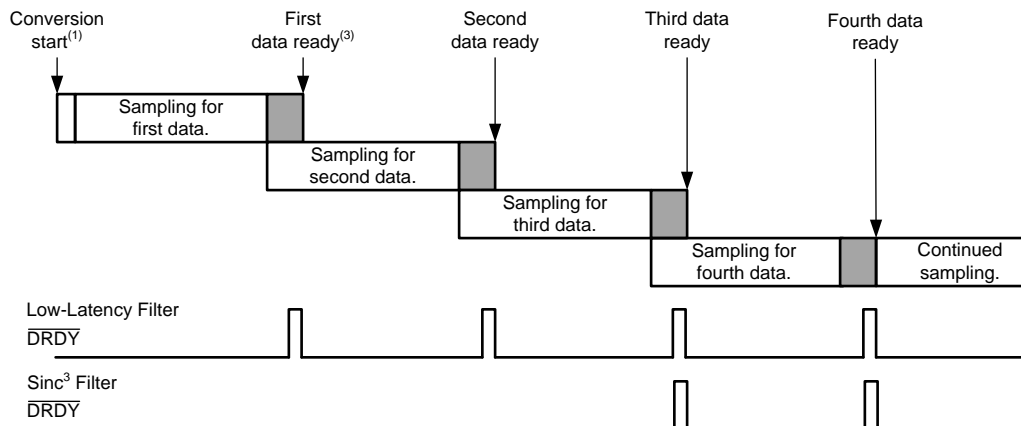 Conversion
start(1)
First
data ready(3)
Second
data ready
Third data
ready
Fourth data
ready
Sampling for
first data.
Sampling for
second data.
Sampling for
third data.
Sampling for
fourth data.
Continued
sampling.
Low-Latency Filter
DRDY
Sinc3 Filter
DRDY